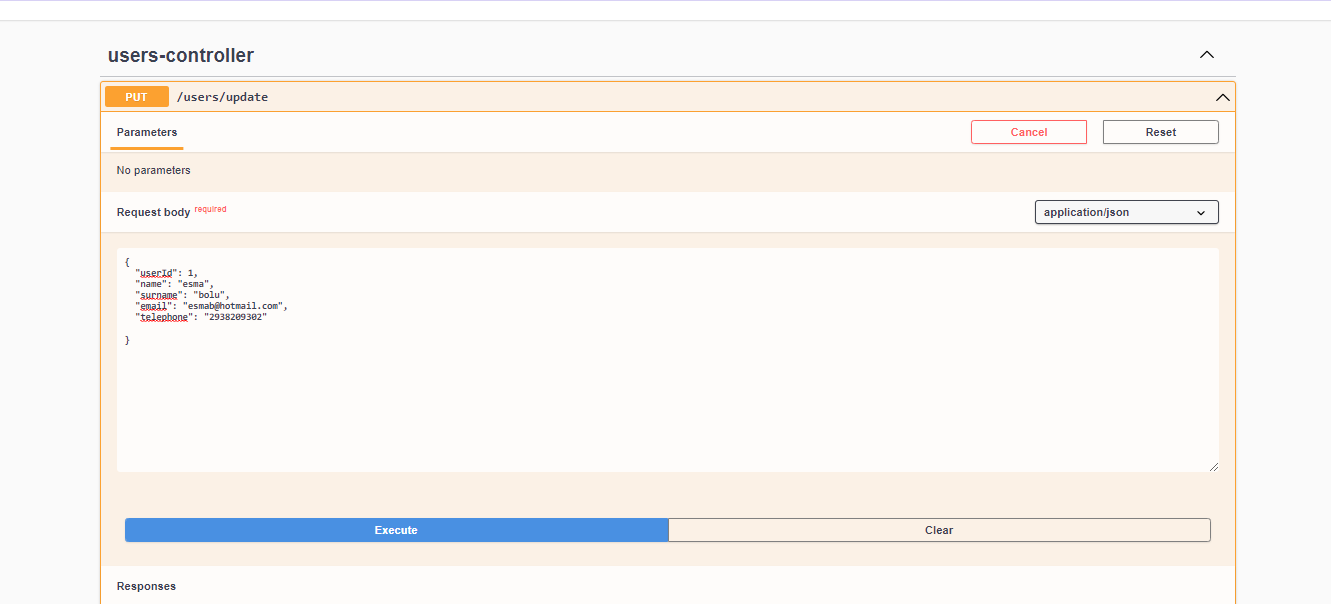 users-controller
PUT /users/update
Parameters Cancel Reset
No parameters
Request body required application/json
{
"userId": 1,
"name": "esma",
"surname": "bolu",
"email": "esmab@hotmail.com",
"telephone": "2938209302"
}
Execute Clear
Responses